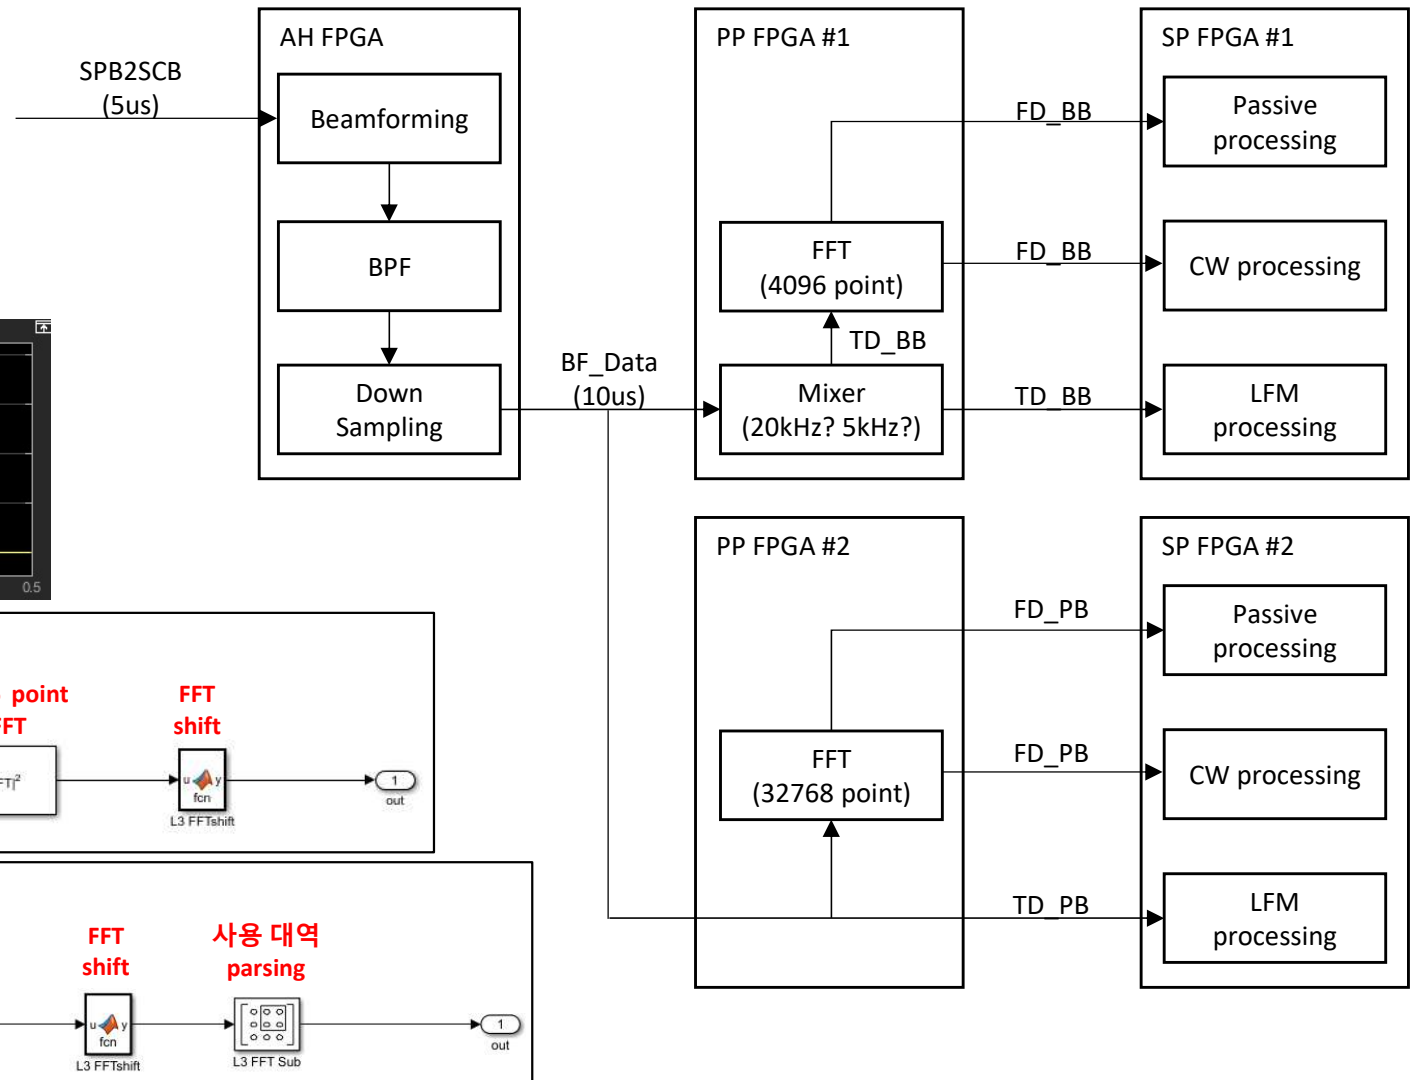 AH FPGA
SPB2SCB
(5us)
Beamforming
BPF
Down
Sampling
BF_Data
(10us)
PP FPGA #1
FFT
(4096 point)
TD_BB
Mixer
(20kHz? 5kHz?)
FD_BB
FD_BB
TD_BB
SP FPGA #1
Passive
processing
CW processing
LFM
processing
PP FPGA #2
FFT
(32768 point)
FD_PB
FD_PB
TD_PB
SP FPGA #2
Passive
processing
CW processing
LFM
processing
0.5
point
FFT
FFT
shift
u y
fcn
L3 FFTshift
1
out
FFT
shift
사용 대역
parsing
u y
fcn
L3 FFTshift
L3 FFT Sub
1
out